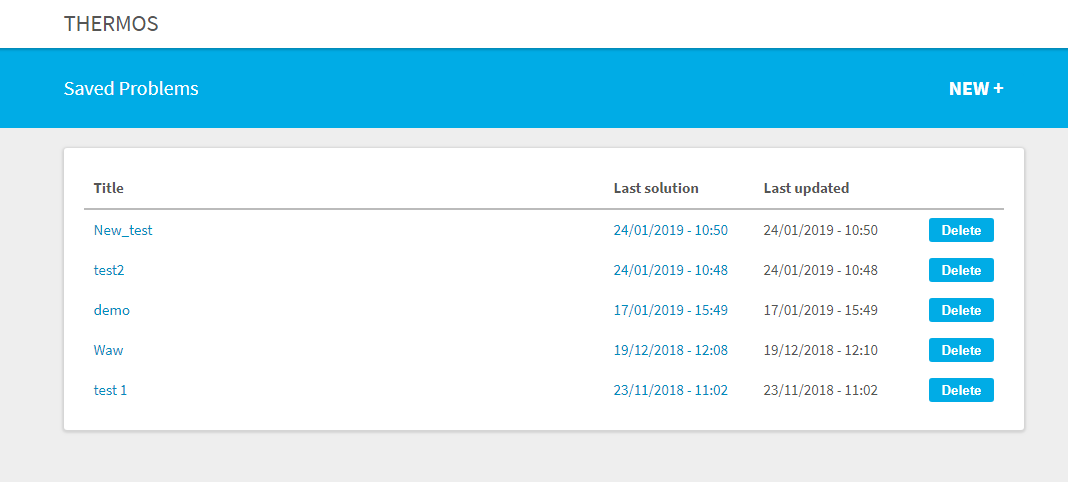 THERMOS
Saved Problems NEW +
Title Last solution Last updated
New_test 24/01/2019 - 10:50 24/01/2019 - 10:50 Delete
test2 24/01/2019 - 10:48 24/01/2019 - 10:48 Delete
demo 17/01/2019 - 15:49 17/01/2019 - 15:49 Delete
Waw 19/12/2018 - 12:08 19/12/2018 - 12:10 Delete
test 1 23/11/2018 - 11:02 23/11/2018 - 11:02 Delete